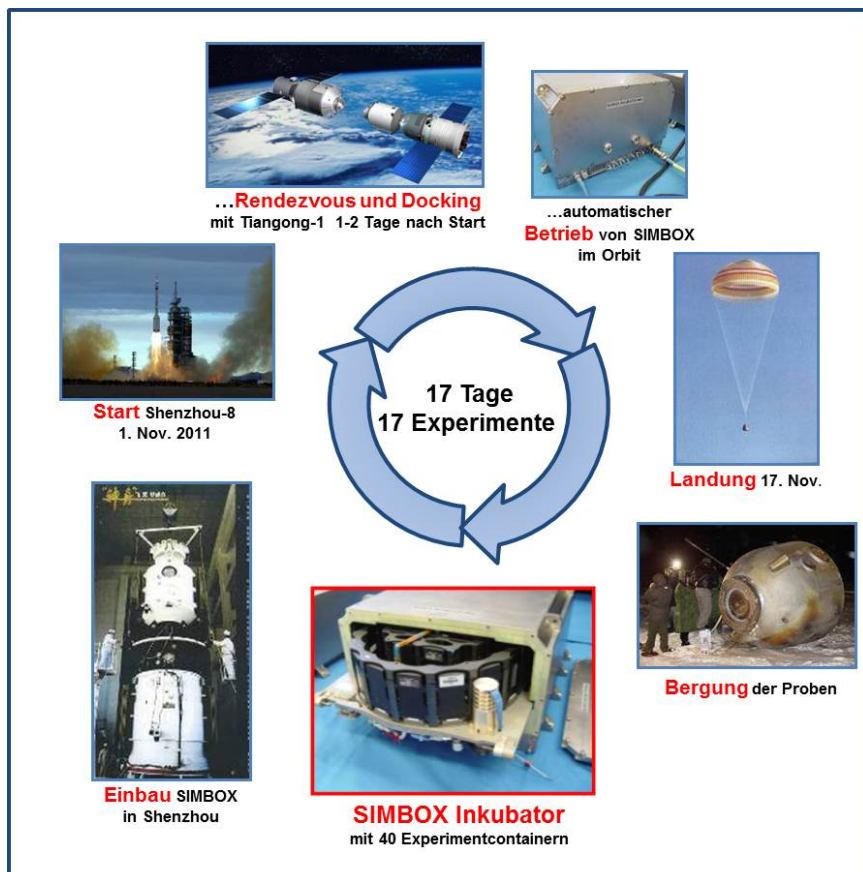 …Rendezvous und Docking
mit Tiangong-1 1-2 Tage nach Start
…automatischer
Betrieb von SIMBOX
im Orbit
Start Shenzhou-8
1. Nov. 2011
17 Tage
17 Experimente
Landung 17. Nov.
Bergung der Proben
Einbau SIMBOX
in Shenzhou
SIMBOX Inkubator
mit 40 Experimentcontainern